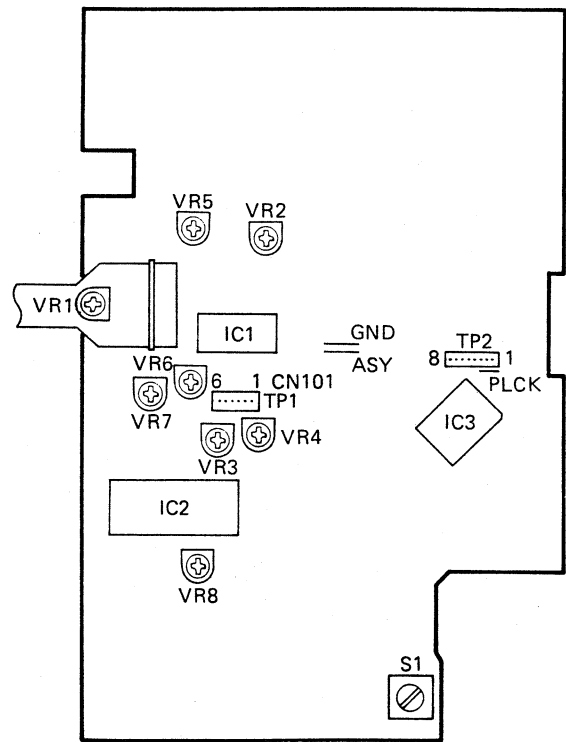 VR5
VR2
VR1
IC1
GND
ASY
TP2
8 1
PLCK
VR6
6 1 CN101
TP1
VR7
IC3
VR3
VR4
IC2
VR8
S1